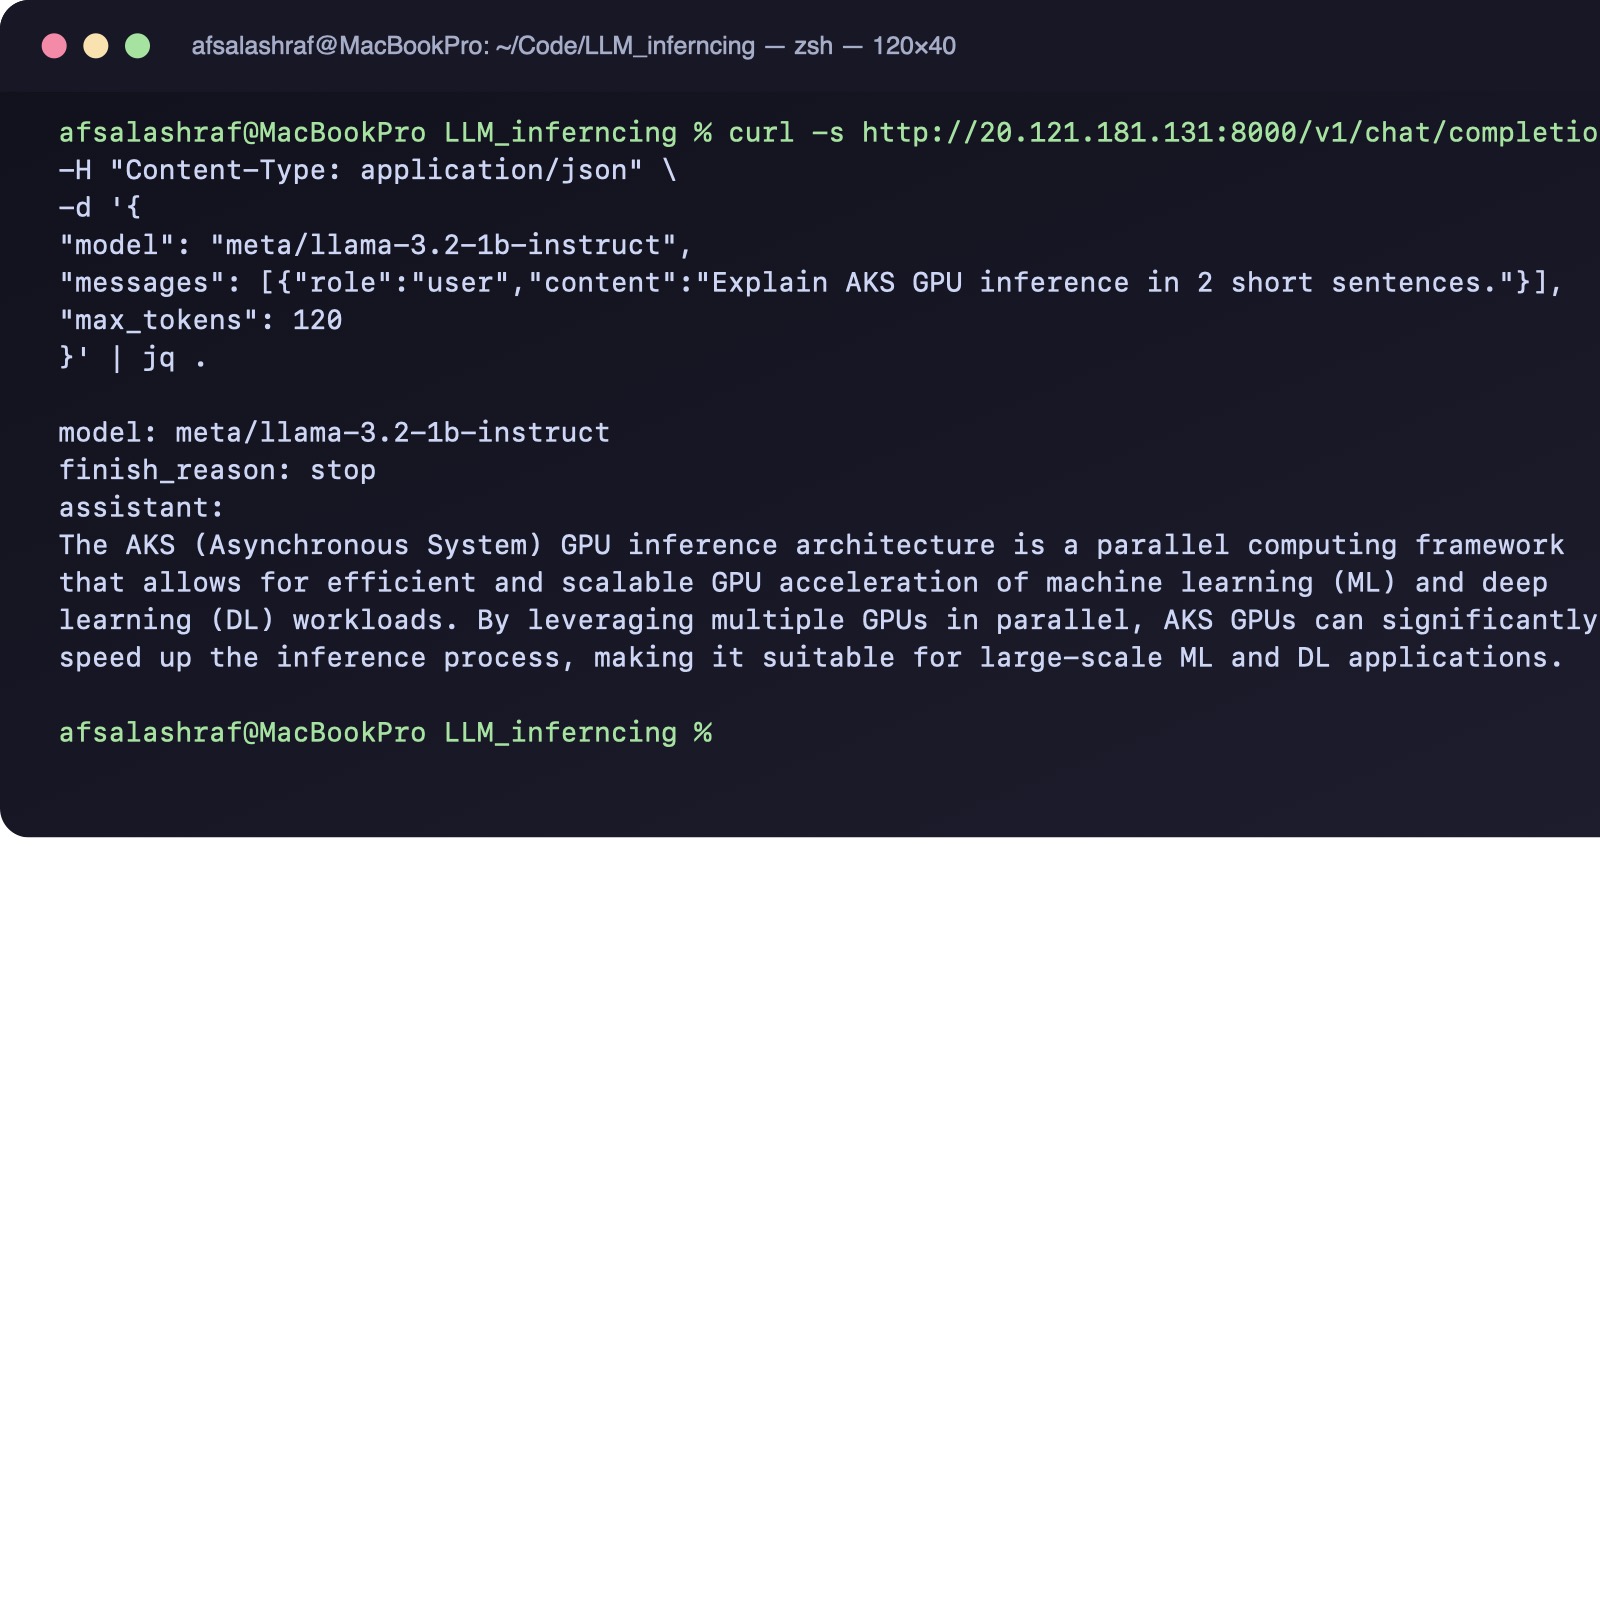 afsalashraf@MacBookPro: ~/Code/LLM_inferncing — zsh — 120×40
afsalashraf@MacBookPro LLM_inferncing % curl -s http://20.121.181.131:8000/v1/chat/completio
-H "Content-Type: application/json" \
-d '{
"model": "meta/llama-3.2-1b-instruct",
"messages": [{"role":"user","content":"Explain AKS GPU inference in 2 short sentences."}],
"max_tokens": 120
}' | jq .
model: meta/llama-3.2-1b-instruct
finish_reason: stop
assistant:
The AKS (Asynchronous System) GPU inference architecture is a parallel computing framework
that allows for efficient and scalable GPU acceleration of machine learning (ML) and deep
learning (DL) workloads. By leveraging multiple GPUs in parallel, AKS GPUs can significantly
speed up the inference process, making it suitable for large-scale ML and DL applications.
afsalashraf@MacBookPro LLM_inferncing %